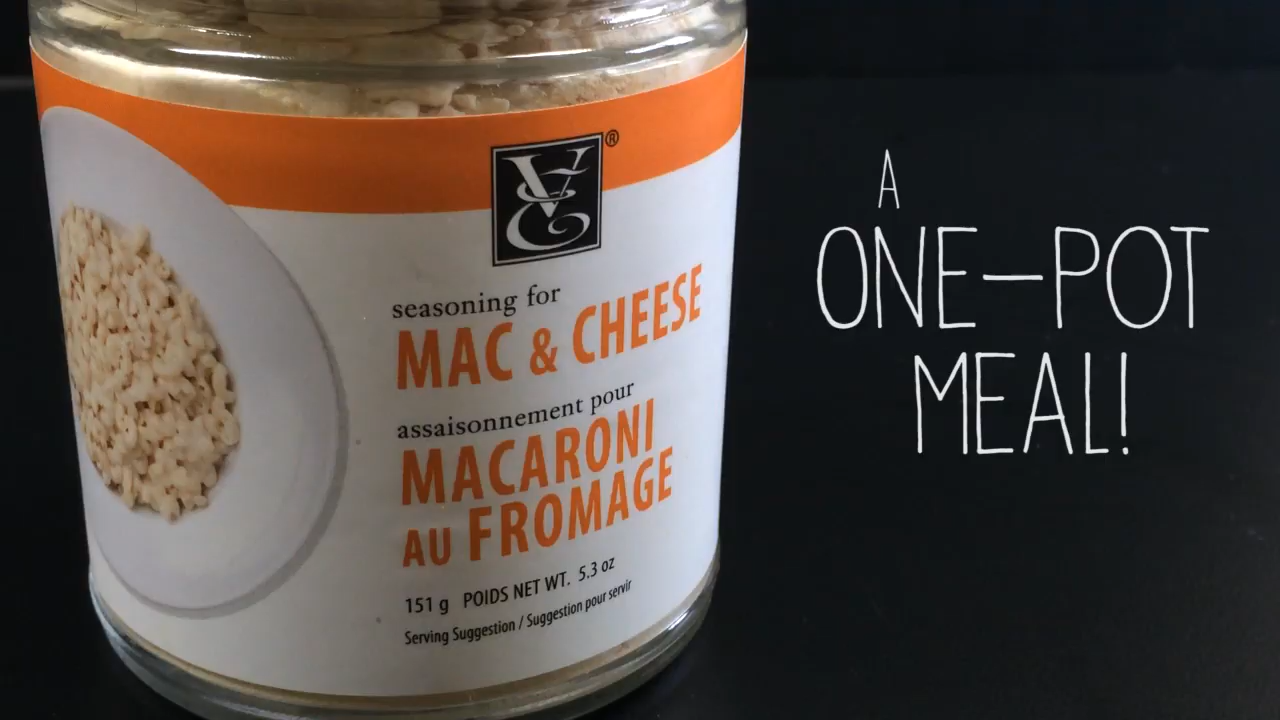 VE®
seasoning for
MAC & CHEESE
assaisonnement pour
MACARONI
AU FROMAGE
151 g POIDS NET WT. 5.3 oz
Serving Suggestion / Suggestion pour servir
A
ONE-POT
MEAL!